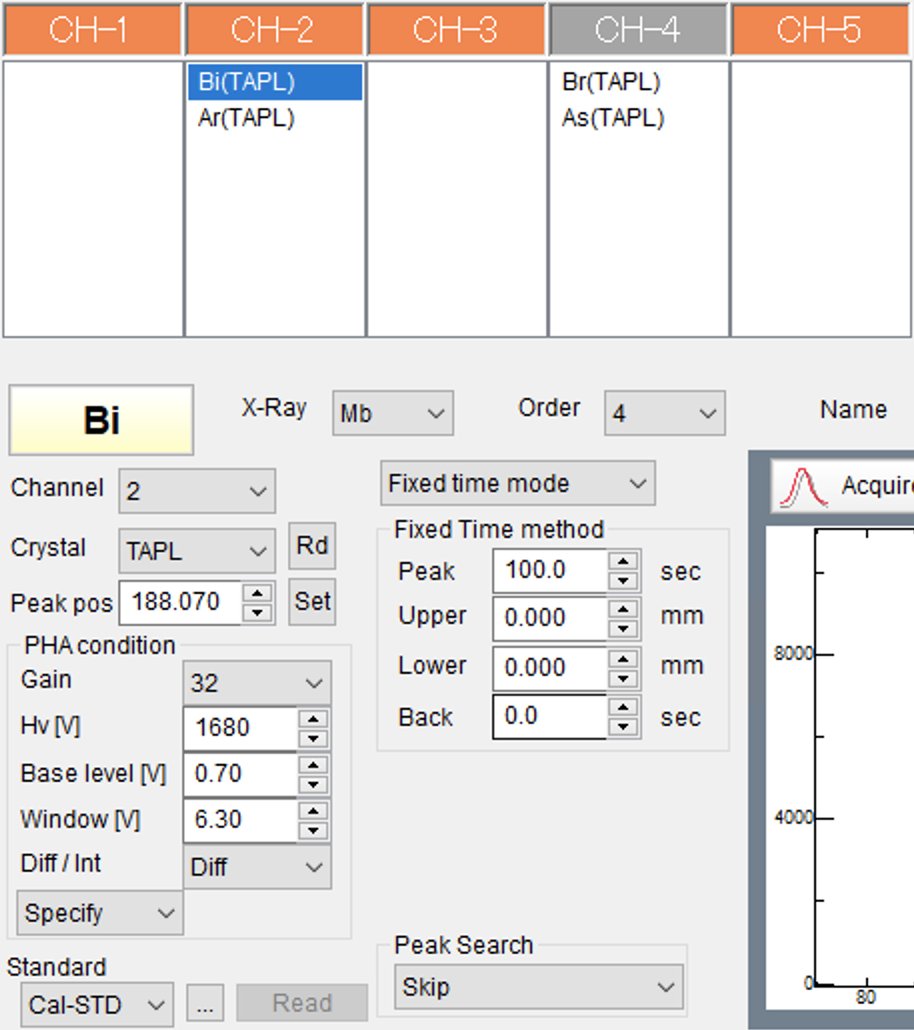 CH-1 CH-2 CH-3 CH-4 CH-5
Bi(TAPL) Br(TAPL)
Ar(TAPL) As(TAPL)
Bi X-Ray Mb Order 4 Name
Channel 2 Fixed time mode
Crystal TAPL Rd Fixed Time method
Peak pos 188.070 Set Peak 100.0 sec
Upper 0.000 mm
PHA condition
Gain 32 Lower 0.000 mm
Hv [V] 1680 Back 0.0 sec
Base level [V] 0.70
Window [V] 6.30
Diff / Int Diff
Specify
Standard Peak Search
Cal-STD ... Read Skip
8000
4000
0
80